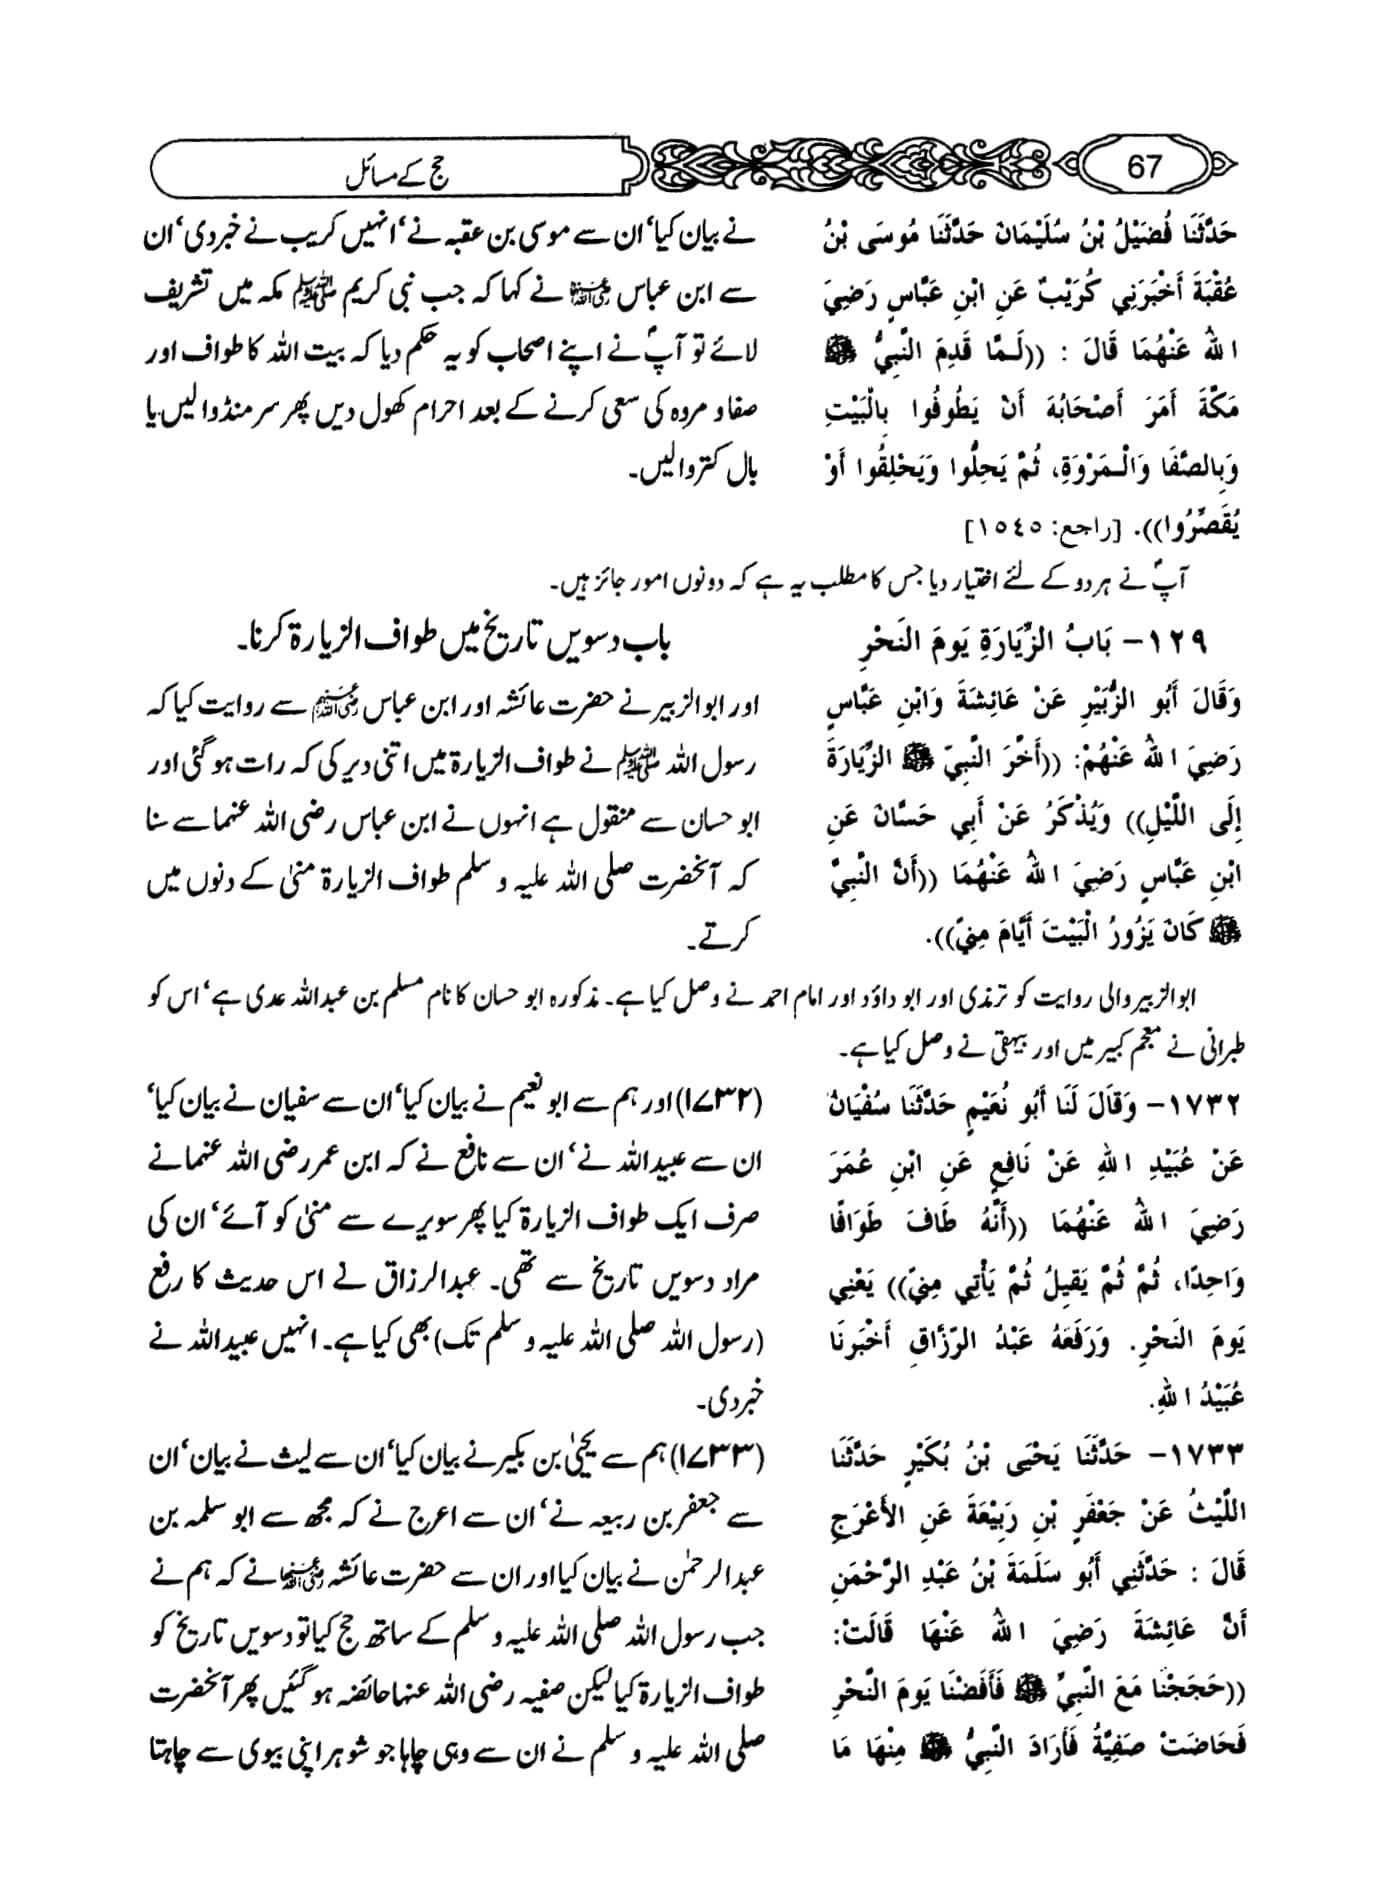 67
حج کے مسائل
حَدَّثَنَا فُضَيْلُ بْنُ سُلَيْمَانَ حَدَّثَنَا مُوسَى بْنُ
عُقْبَةَ أَخْبَرَنِي كُرَيْبٌ عَنِ ابْنِ عَبَّاسٍ رَضِيَ
اللهُ عَنْهُمَا قَالَ : ((لَـمَّا قَدِمَ النَّبِيُّ ﷺ
مَكَّةَ أَمَرَ أَصْحَابَهُ أَنْ يَطُوفُوا بِالْبَيْتِ
وَبِالصَّفَا وَالْـمَرْوَةِ، ثُمَّ يَحِلُّوا وَيَحْلِقُوا أَوْ
يُقَصِّرُوا)). [راجع: ١٥٤٥]
نے بیان کیا‘ ان سے موسی بن عقبہ نے‘ انہیں کریب نے خبر دی‘ ان
سے ابن عباس رضی اللہ عنہما نے کہا کہ جب نبی کریم ﷺ مکہ میں تشریف
لائے تو آپؐ نے اپنے اصحاب کو یہ حکم دیا کہ بیت اللہ کا طواف اور
صفا و مروہ کی سعی کرنے کے بعد احرام کھول دیں پھر سر منڈوا لیں یا
بال کتروا لیں۔
آپؐ نے ہر دو کے لئے اختیار دیا جس کا مطلب یہ ہے کہ دونوں امور جائز ہیں۔
١٢٩- بَابُ الزِّيَارَةِ يَومَ النَحْرِ
باب دسویں تاریخ میں طواف الزیارۃ کرنا۔
وَقَالَ أَبُو الزُّبَيْرِ عَنْ عَائِشَةَ وَابْنِ عَبَّاسٍ
رَضِيَ اللهُ عَنْهُمْ: ((أَخَّرَ النَّبِيّ ﷺ الزِّيَارَةَ
إِلَى اللَّيْلِ)) وَيُذْكَرُ عَنْ أَبِي حَسَّانَ عَنِ
ابْنِ عَبَّاسٍ رَضِيَ اللهُ عَنْهُمَا ((أَنَّ النَّبِيَّ
ﷺ كَانَ يَزُورُ الْبَيْتَ أَيَّامَ مِنىً)).
اور ابوالزبیر نے حضرت عائشہ اور ابن عباس رضی اللہ عنہم سے روایت کیا کہ
رسول اللہ ﷺ نے طواف الزیارۃ میں اتنی دیر کی کہ رات ہو گئی اور
ابو حسان سے منقول ہے انہوں نے ابن عباس رضی اللہ عنہما سے سنا
کہ آنحضرت صلی اللہ علیہ و سلم طواف الزیارۃ منیٰ کے دنوں میں
کرتے۔
ابوالزبیر والی روایت کو ترمذی اور ابو داؤد اور امام احمد نے وصل کیا ہے۔ مذکورہ ابو حسان کا نام مسلم بن عبداللہ عدی ہے‘ اس کو
طبرانی نے معجم کبیر میں اور بیہقی نے وصل کیا ہے۔
١٧٣٢- وَقَالَ لَنَا أَبُو نُعَيْمٍ حَدَّثَنَا سُفْيَانُ
عَنْ عُبَيْدِ اللهِ عَنْ نَافِعٍ عَنِ ابْنِ عُمَرَ
رَضِيَ اللهُ عَنْهُمَا ((أَنَّهُ طَافَ طَوَافًا
وَاحِدًا، ثُمَّ ثُمَّ يَقِيلُ ثُمَّ يَأْتِي مِنىً)) يَعْنِي
يَومَ النَحْرِ. وَرَفَعَهُ عَبْدُ الرّزَّاقِ أَخْبَرَنَا
عُبَيْدُ اللهِ.
(۱۷۳۲) اور ہم سے ابو نعیم نے بیان کیا‘ ان سے سفیان نے بیان کیا‘
ان سے عبیداللہ نے‘ ان سے نافع نے کہ ابن عمر رضی اللہ عنہما نے
صرف ایک طواف الزیارۃ کیا پھر سویرے سے منیٰ کو آئے‘ ان کی
مراد دسویں تاریخ سے تھی۔ عبدالرزاق نے اس حدیث کا رفع
(رسول اللہ صلی اللہ علیہ و سلم تک) بھی کیا ہے۔ انہیں عبیداللہ نے
خبر دی۔
١٧٣٣- حَدَّثَنَا يَحْيَى بْنُ بُكَيْرٍ حَدَّثَنَا
اللَّيْثُ عَنْ جَعْفَرِ بْنِ رَبِيْعَةَ عَنِ الأَعْرَجِ
قَالَ : حَدَّثَنِي أَبُو سَلَمَةَ بْنُ عَبْدِ الرَّحْمَنِ
أَنَّ عَائِشَةَ رَضِيَ اللهُ عَنْهَا قَالَتْ:
((حَجَجْنَا مَعَ النَّبِيِّ ﷺ فَأَفَضْنَا يَومَ النَّحْرِ
فَحَاضَتْ صَفِيَّةُ فَأَرَادَ النَّبِيُّ ﷺ مِنْهَا مَا
(۱۷۳۳) ہم سے یحییٰ بن بکیر نے بیان کیا‘ ان سے لیث نے بیان‘ ان
سے جعفر بن ربیعہ نے‘ ان سے اعرج نے کہ مجھ سے ابو سلمہ بن
عبدالرحمٰن نے بیان کیا اور ان سے حضرت عائشہ رضی اللہ عنہا نے کہ ہم نے
جب رسول اللہ صلی اللہ علیہ و سلم کے ساتھ حج کیا تو دسویں تاریخ کو
طواف الزیارۃ کیا لیکن صفیہ رضی اللہ عنہا حائضہ ہو گئیں پھر آنحضرت
صلی اللہ علیہ و سلم نے ان سے وہی چاہا جو شوہر اپنی بیوی سے چاہتا